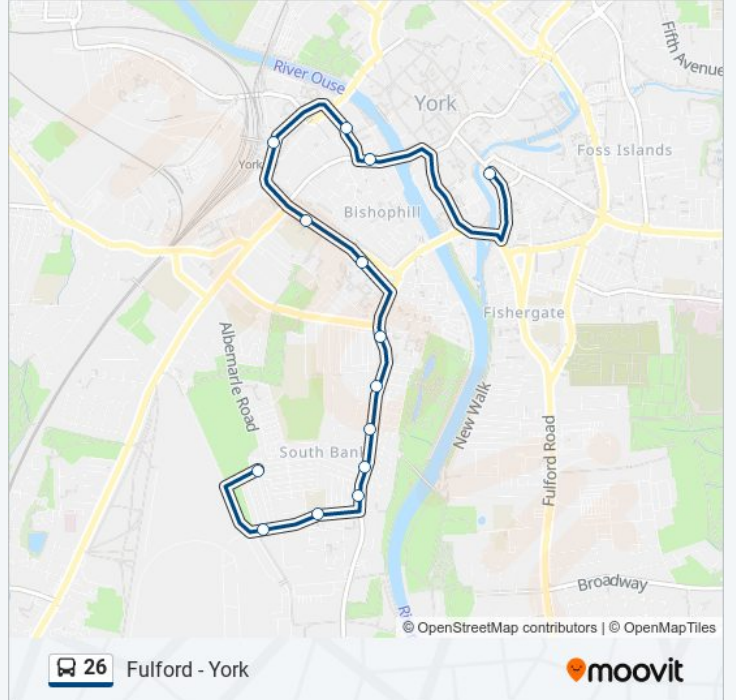 Fifth Avenue
River Ouse
York
Foss Islands
York
Bishophill
Fishergate
Albemarle Road
New Walk
South Bank
Fulford Road
Broadway
Ri
© OpenStreetMap contributors | © OpenMapTiles
26 Fulford - York moovit